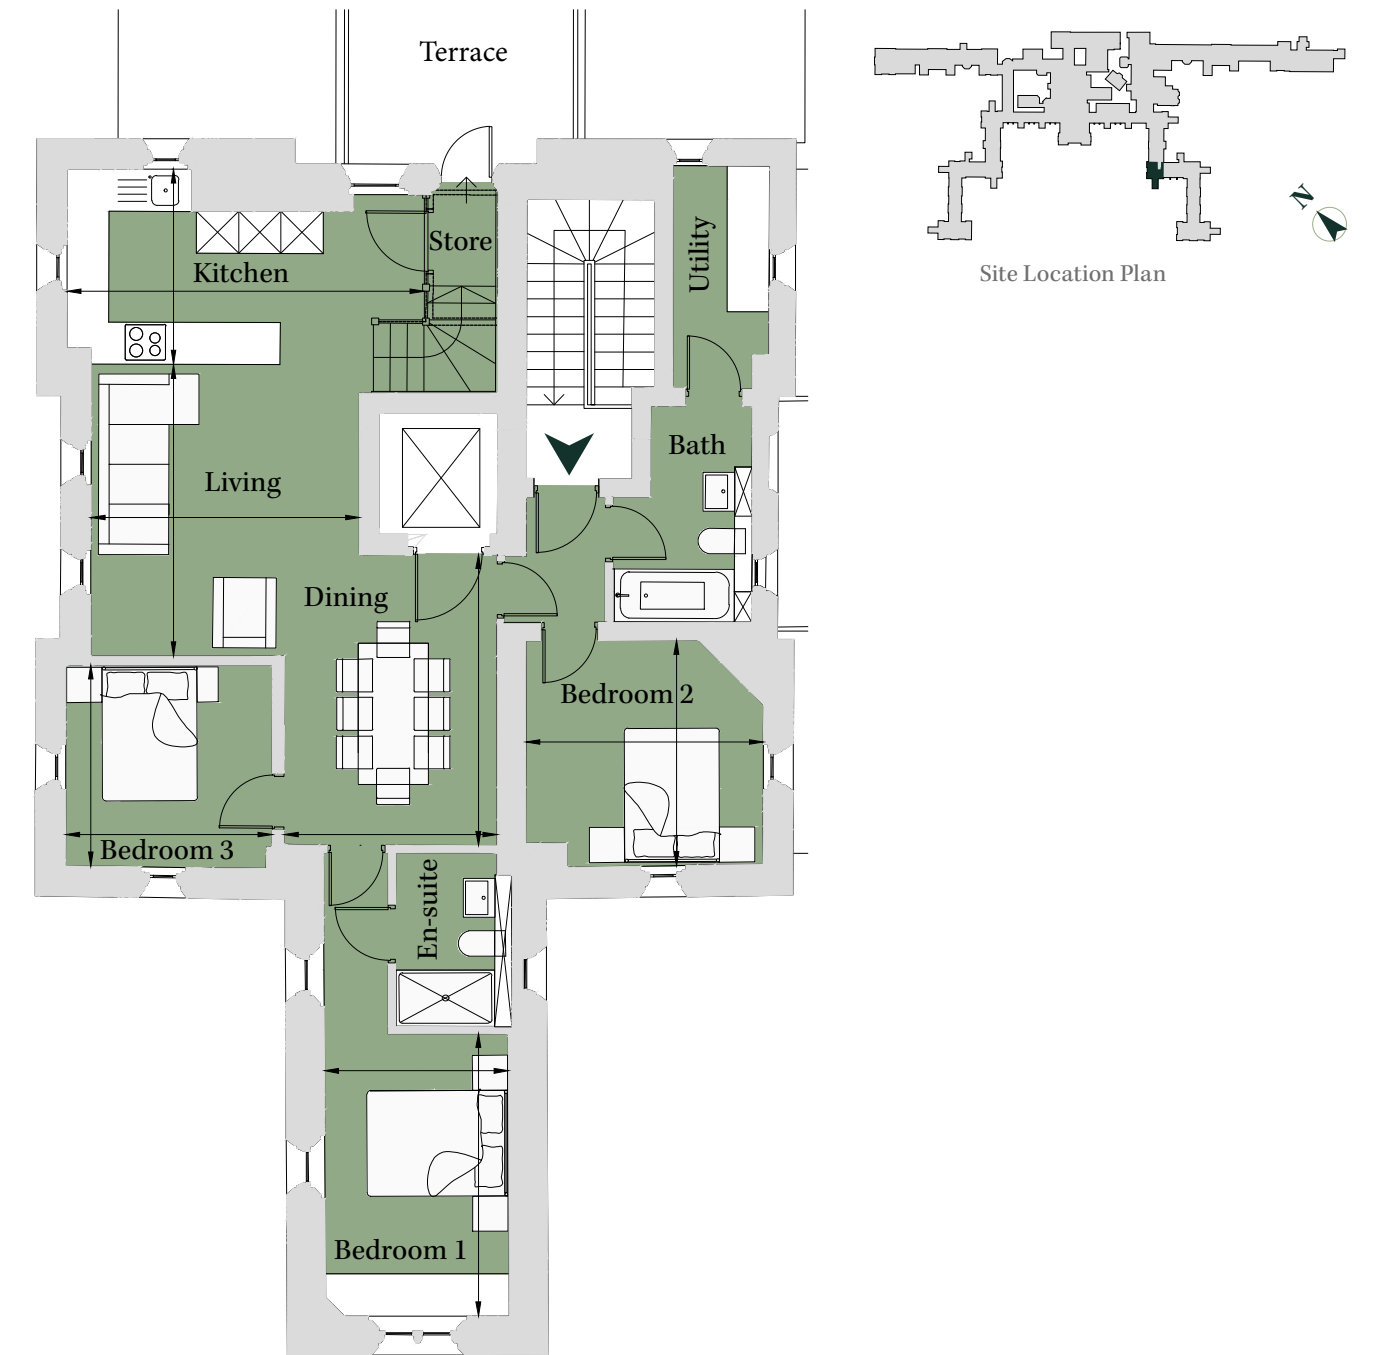 Terrace
N
Site Location Plan
Store
Utility
Kitchen
Bath
Living
Dining
Bedroom 2
Bedroom 3
En-suite
Bedroom 1